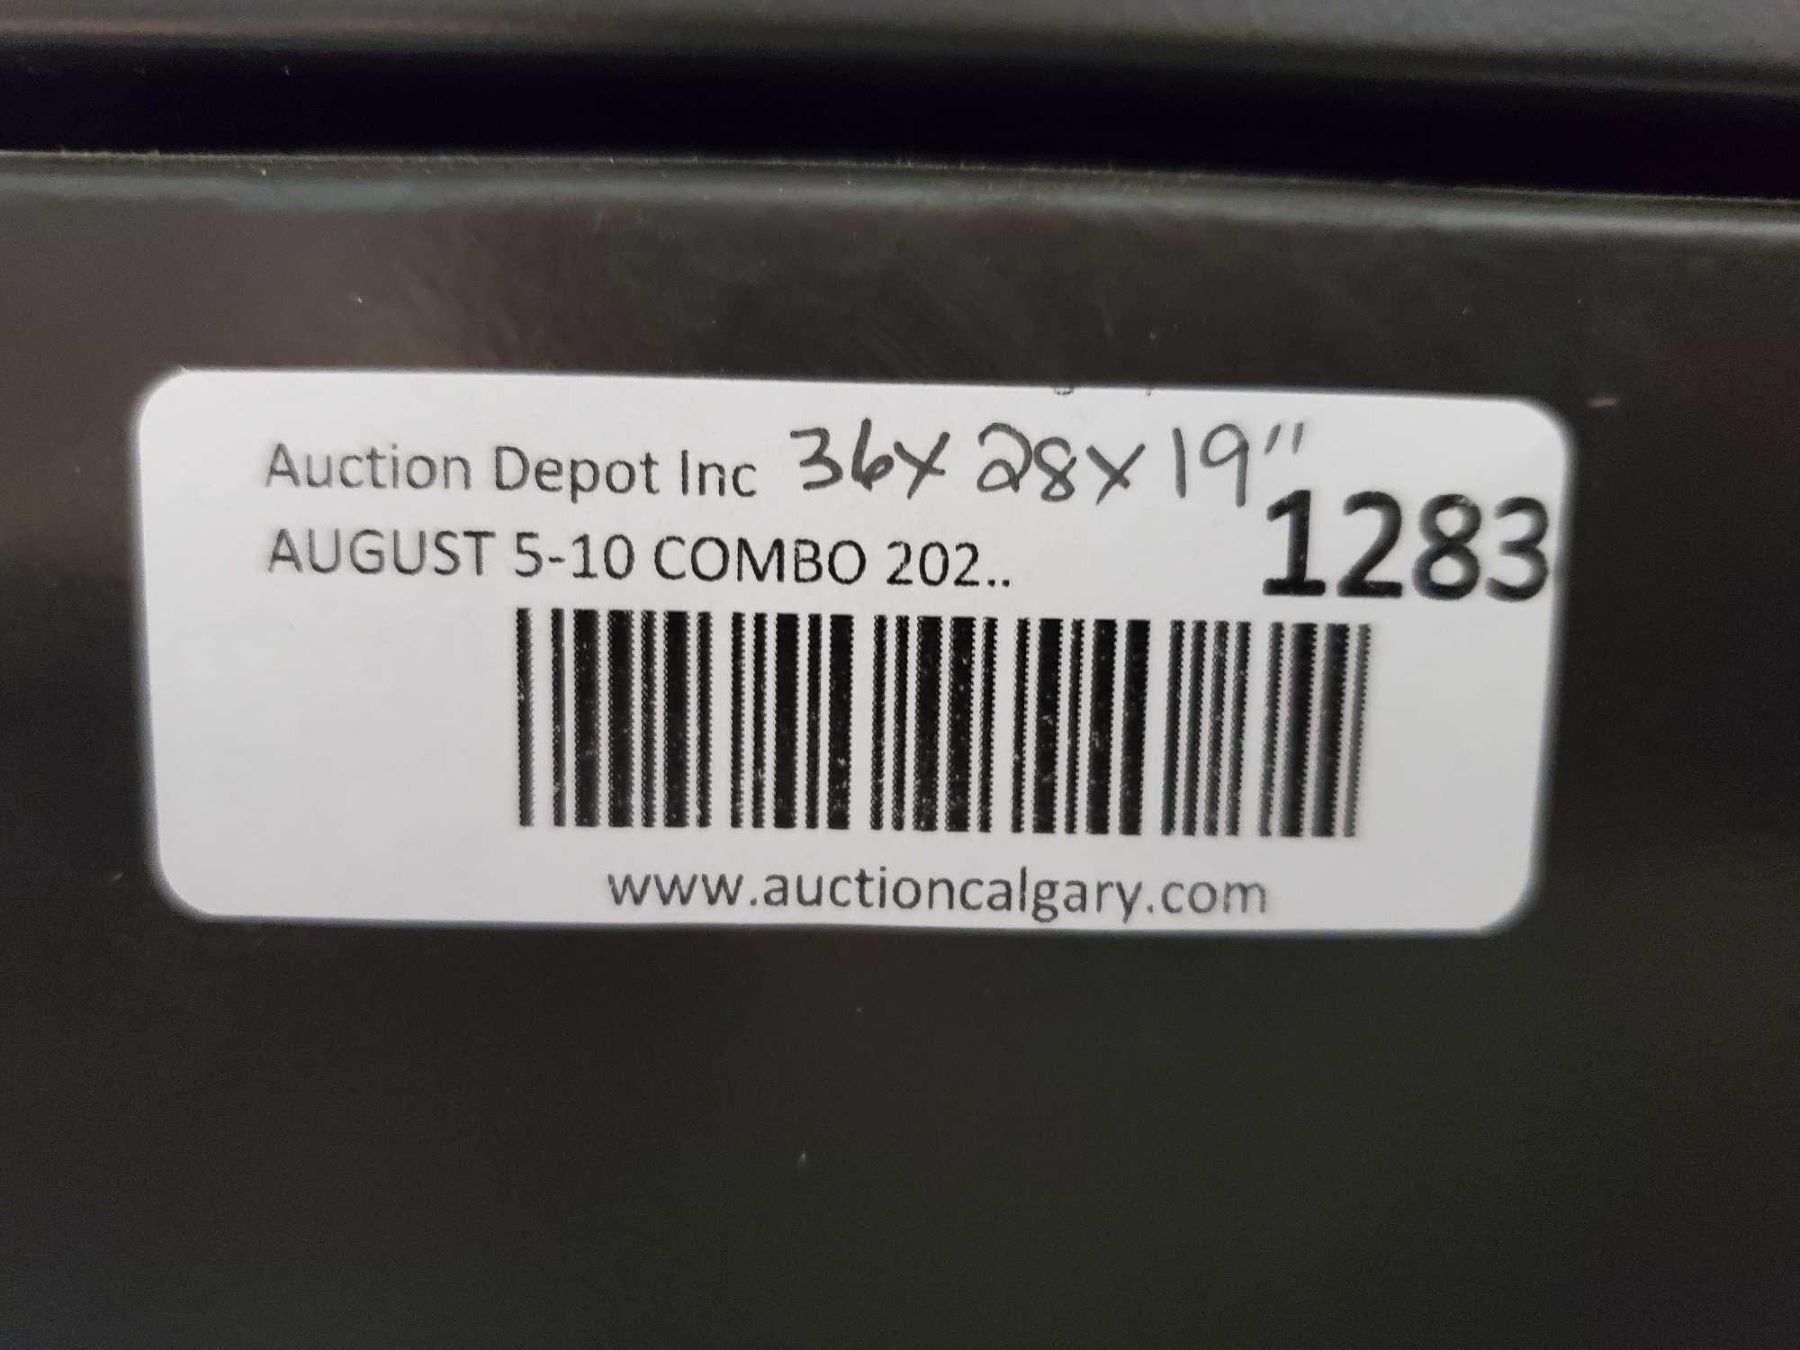 Auction Depot Inc 36x 28x 19"
1283
AUGUST 5-10 COMBO 202..
www.auctioncalgary.com